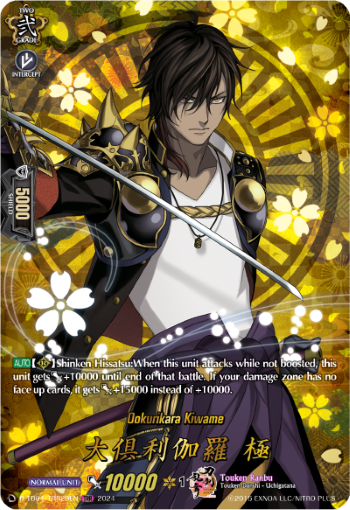 TWO
弐
GRADE
INTERCEPT
5000
SHIELD
AUTO【】Shinken Hissatsu:When this unit attacks while not boosted, this
unit gets +10000 until end of that battle. If your damage zone has no
face up cards, it gets +15000 instead of +10000.
Ookurikara Kiwame
大倶利伽羅 極
NORMAL UNIT
10000
1
Touken Ranbu
Touken Danshi - Uchigatana
2024
©2015 EXNOA LLC/NITRO PLUS